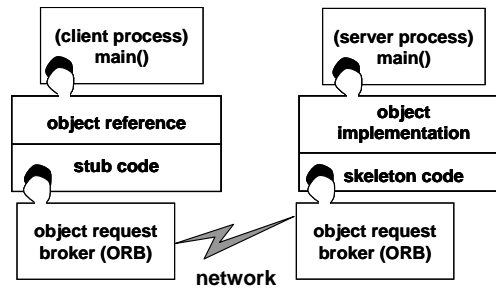 (client process)
main()
object reference
stub code
object request
broker (ORB)
(server process)
main()
object
implementation
skeleton code
object request
broker (ORB)
network